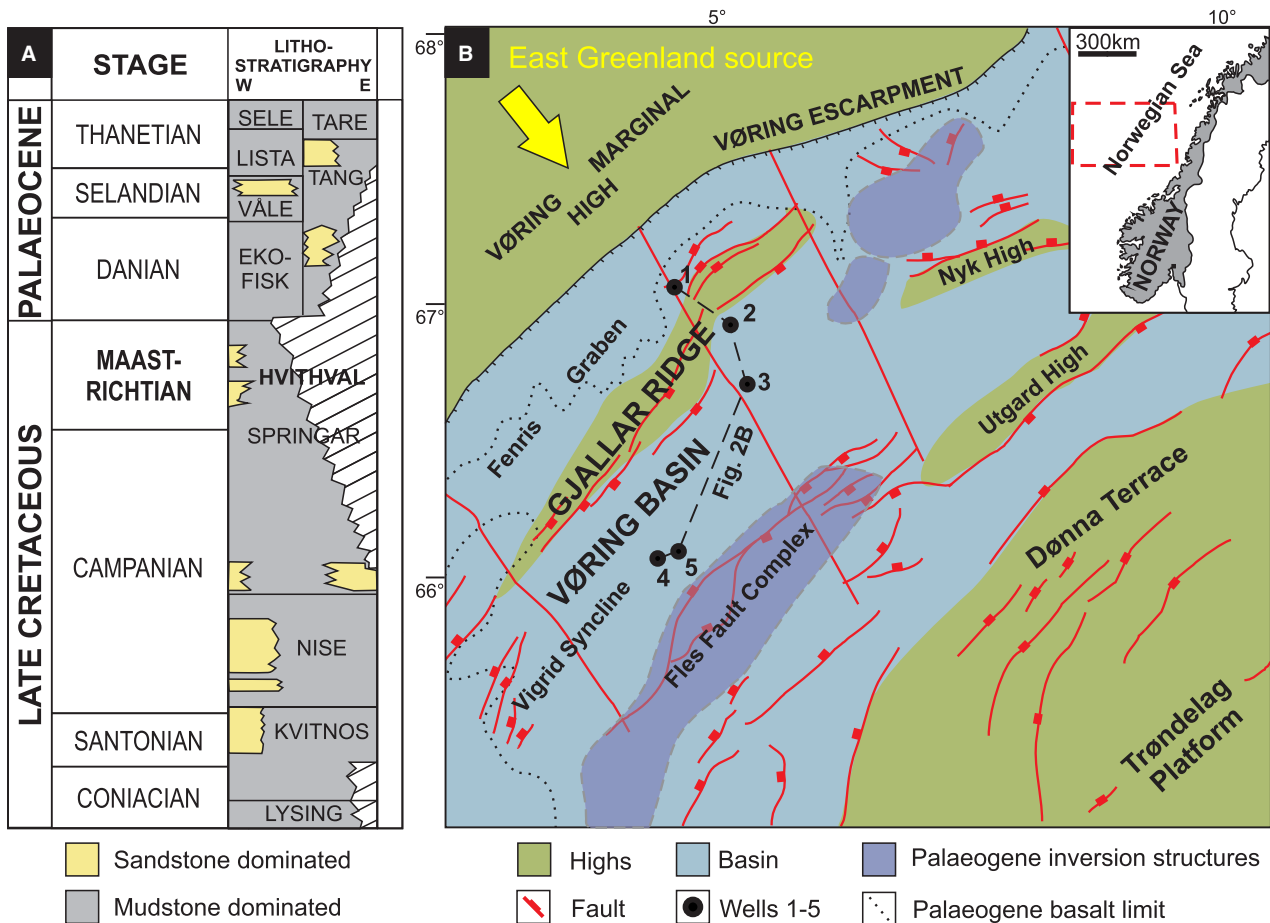 A
STAGE
LITHO-
STRATIGRAPHY
W E
PALAEOCENE
THANETIAN
SELANDIAN
DANIAN
LATE CRETACEOUS
MAAST-
RICHTIAN
CAMPANIAN
SANTONIAN
CONIACIAN
SELE
TARE
LISTA
TANG
VÅLE
EKO-
FISK
HVITHVAL
SPRINGAR
NISE
KVITNOS
LYSING
Sandstone dominated
Mudstone dominated
B
5°
10°
68°
67°
66°
East Greenland source
VØRING MARGINAL
HIGH
VØRING ESCARPMENT
300km
Norwegian Sea
NORWAY
Nyk High
1
2
3
4
5
Fenris Graben
GJALLAR RIDGE
Utgard High
Fig. 2B
VØRING BASIN
Dønna Terrace
Vigrid Syncline
Fles Fault Complex
Trøndelag
Platform
Highs
Basin
Palaeogene inversion structures
Fault
Wells 1-5
Palaeogene basalt limit